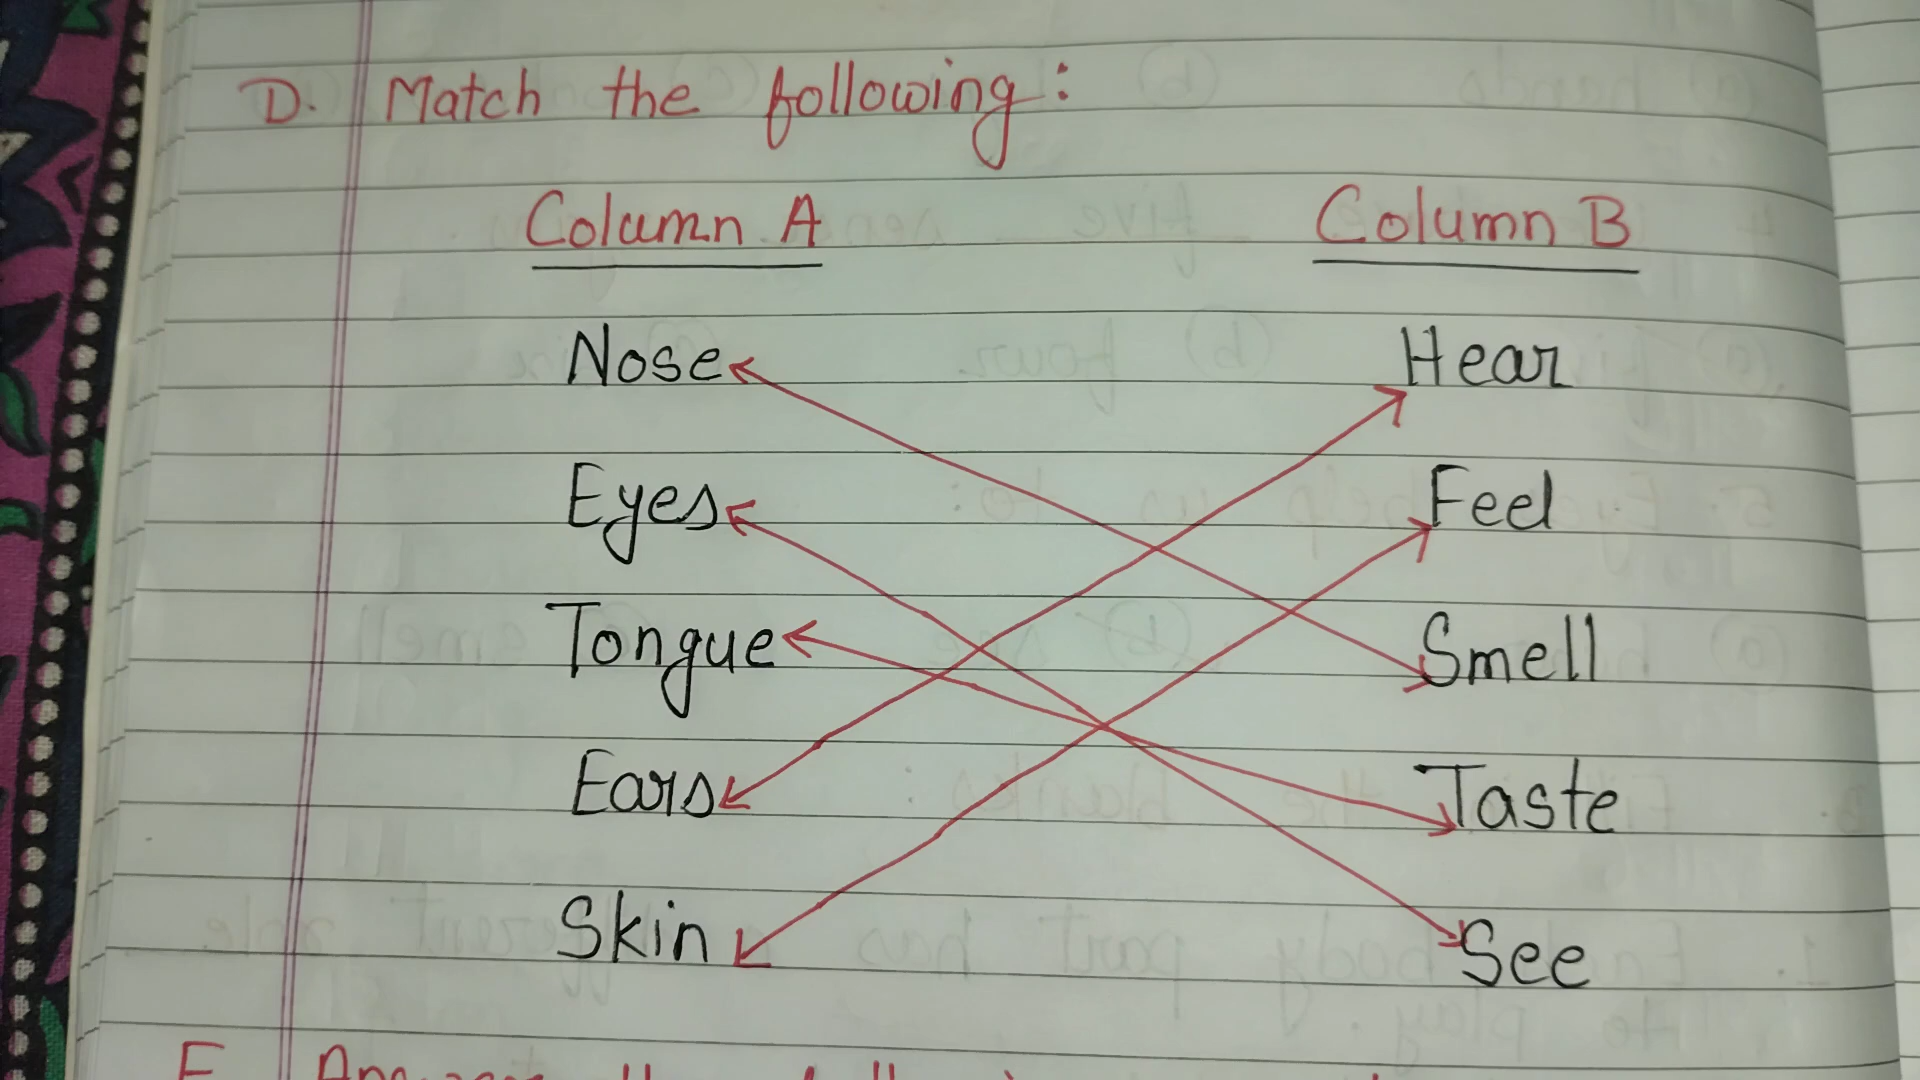 D. Match the following:
Column A Column B
Nose Hear
Eyes Feel
Tongue Smell
Ears Taste
Skin See